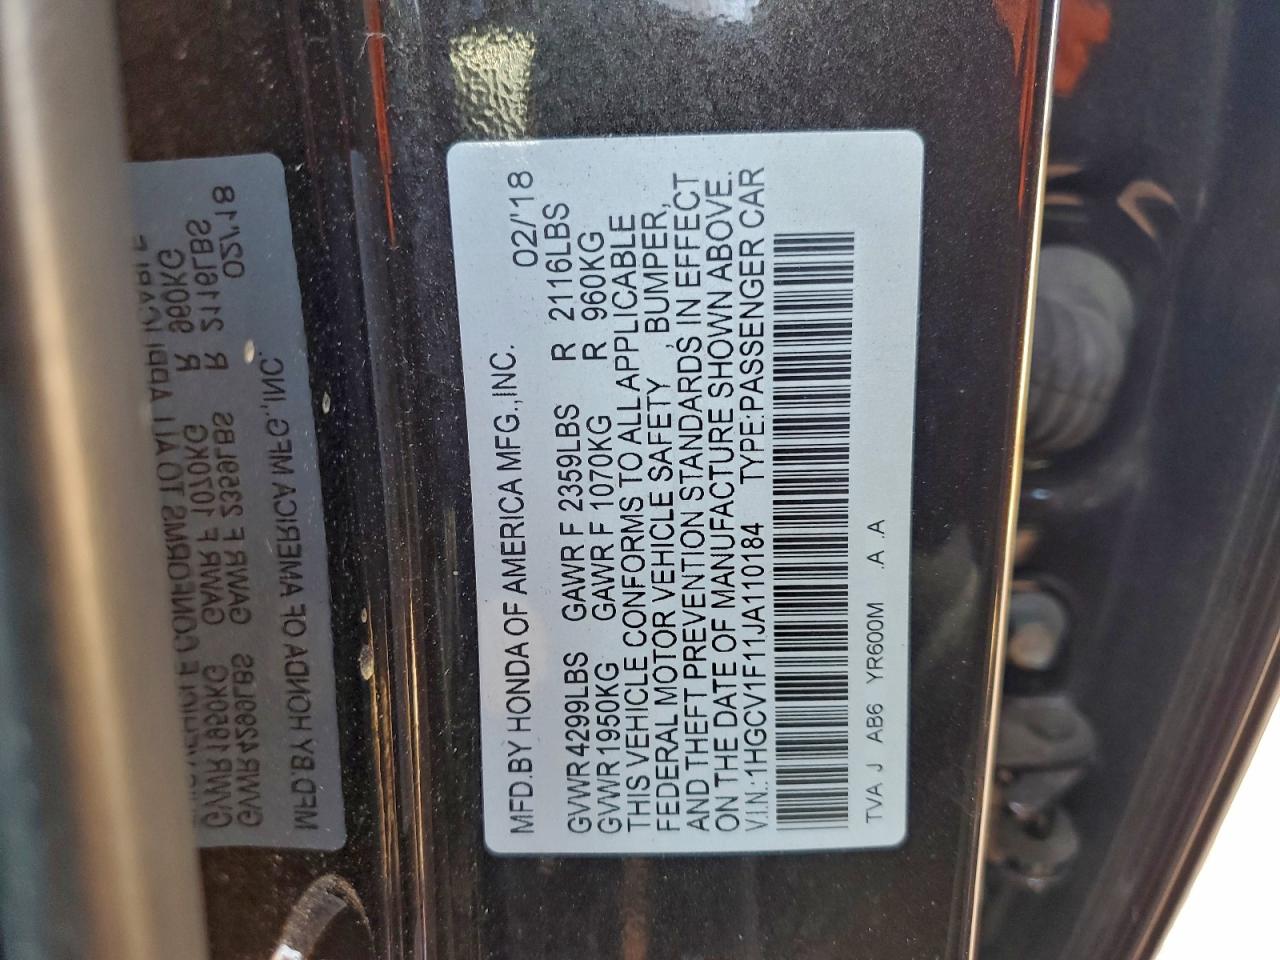 MFD.BY HONDA OF AMERICA MFG.,INC. 02/'18
GVWR 4299LBS GAWR F 2359LBS R 2116LBS
GVWR 1950KG GAWR F 1070KG R 960KG
THIS VEHICLE CONFORMS TO ALL APPLICABLE
FEDERAL MOTOR VEHICLE SAFETY , BUMPER,
AND THEFT PREVENTION STANDARDS IN EFFECT
ON THE DATE OF MANUFACTURE SHOWN ABOVE.
V.I.N.:1HGCV1F11JA110184 TYPE:PASSENGER CAR
TVA J AB6 YR600M .A .A